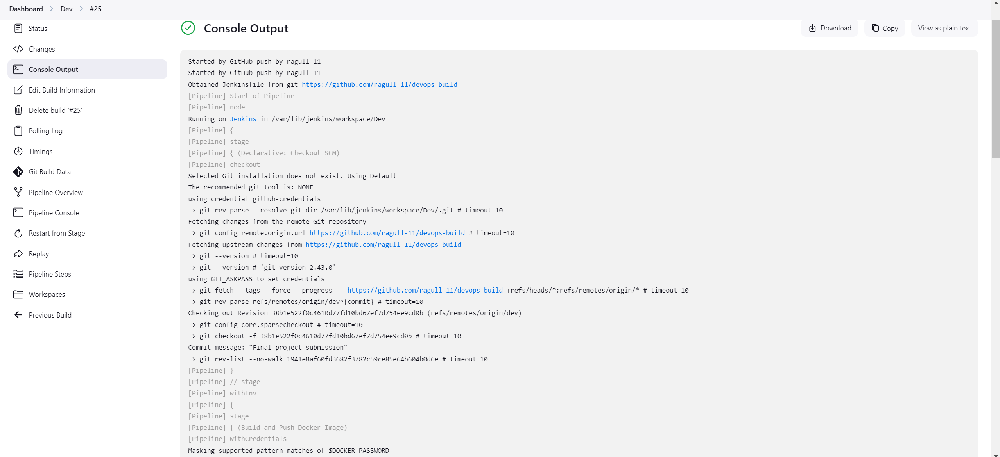 Dashboard > Dev > #25
Status
Changes
Console Output
Edit Build Information
Delete build ‘#25’
Polling Log
Timings
Git Build Data
Pipeline Overview
Pipeline Console
Restart from Stage
Replay
Pipeline Steps
Workspaces
Previous Build
Console Output
Download
Copy
View as plain text
Started by GitHub push by ragull-11
Started by GitHub push by ragull-11
Obtained Jenkinsfile from git https://github.com/ragull-11/devops-build
[Pipeline] Start of Pipeline
[Pipeline] node
Running on Jenkins in /var/lib/jenkins/workspace/Dev
[Pipeline] {
[Pipeline] stage
[Pipeline] { (Declarative: Checkout SCM)
[Pipeline] checkout
Selected Git installation does not exist. Using Default
The recommended git tool is: NONE
using credential github-credentials
> git rev-parse --resolve-git-dir /var/lib/jenkins/workspace/Dev/.git # timeout=10
Fetching changes from the remote Git repository
> git config remote.origin.url https://github.com/ragull-11/devops-build # timeout=10
Fetching upstream changes from https://github.com/ragull-11/devops-build
> git --version # timeout=10
> git --version # 'git version 2.43.0'
using GIT_ASKPASS to set credentials
> git fetch --tags --force --progress -- https://github.com/ragull-11/devops-build +refs/heads/*:refs/remotes/origin/* # timeout=10
> git rev-parse refs/remotes/origin/dev^{commit} # timeout=10
Checking out Revision 38b1e522f0c4610d77fd10bd67ef7d754ee9cd0b (refs/remotes/origin/dev)
> git config core.sparsecheckout # timeout=10
> git checkout -f 38b1e522f0c4610d77fd10bd67ef7d754ee9cd0b # timeout=10
Commit message: "Final project submission"
> git rev-list --no-walk 1941e8af60fd3682f3782c59ce85e64b604b0d6e # timeout=10
[Pipeline] }
[Pipeline] // stage
[Pipeline] withEnv
[Pipeline] {
[Pipeline] stage
[Pipeline] { (Build and Push Docker Image)
[Pipeline] withCredentials
Masking supported pattern matches of $DOCKER_PASSWORD